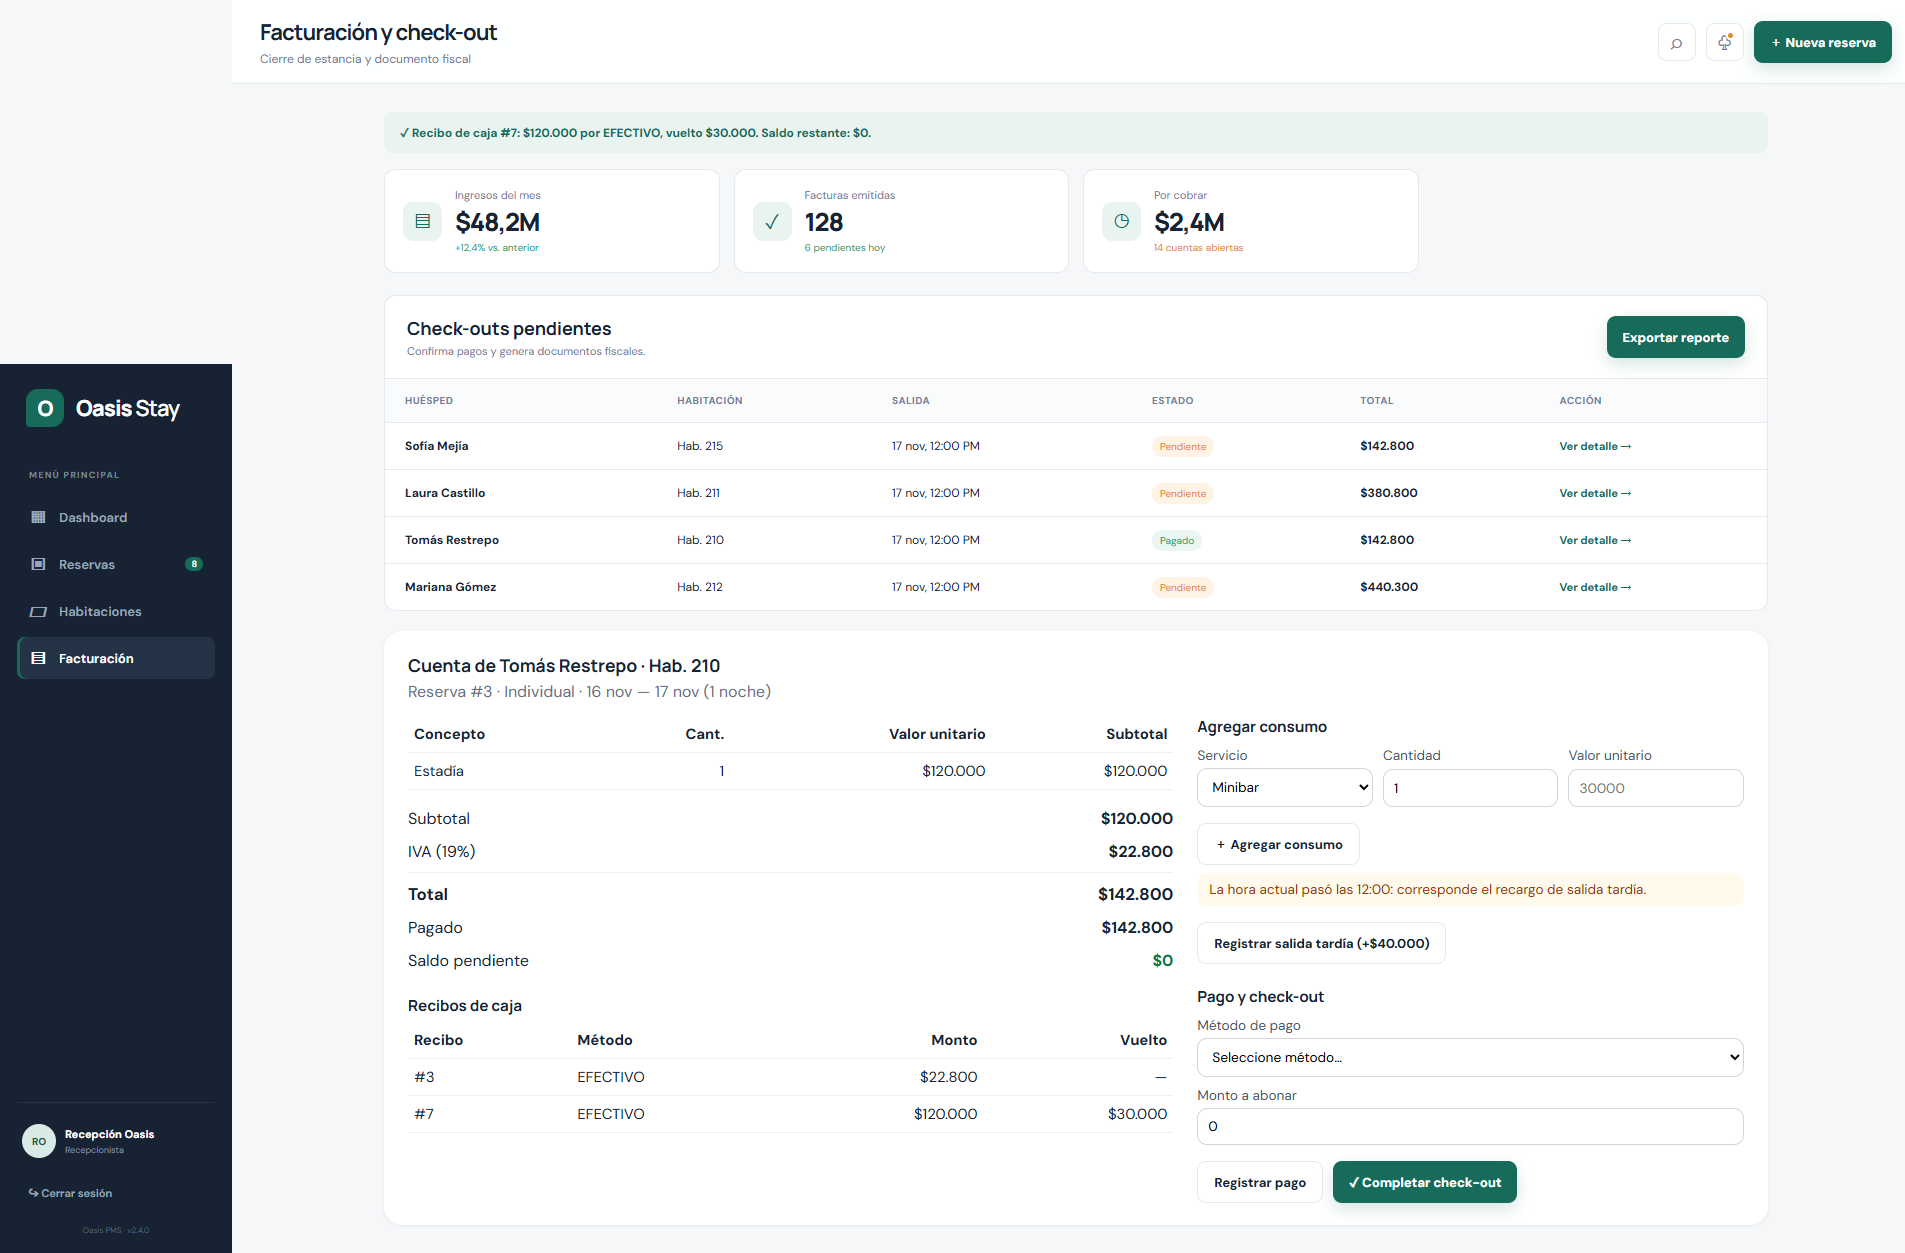 Facturación y check-out
Cierre de estancia y documento fiscal
+ Nueva reserva
✓ Recibo de caja #7: $120.000 por EFECTIVO, vuelto $30.000. Saldo restante: $0.
Ingresos del mes
$48,2M
+12,4% vs. anterior
Facturas emitidas
128
6 pendientes hoy
Por cobrar
$2,4M
14 cuentas abiertas
Check-outs pendientes
Confirma pagos y genera documentos fiscales.
Exportar reporte
HUÉSPED HABITACIÓN SALIDA ESTADO TOTAL ACCIÓN
Sofía Mejía Hab. 215 17 nov, 12:00 PM Pendiente $142.800 Ver detalle →
Laura Castillo Hab. 211 17 nov, 12:00 PM Pendiente $380.800 Ver detalle →
Tomás Restrepo Hab. 210 17 nov, 12:00 PM Pagado $142.800 Ver detalle →
Mariana Gómez Hab. 212 17 nov, 12:00 PM Pendiente $440.300 Ver detalle →
O Oasis Stay
MENÚ PRINCIPAL
Dashboard
Reservas 8
Habitaciones
Facturación
RO
Recepción Oasis
Recepcionista
↪ Cerrar sesión
Oasis PMS · v2.4.0
Cuenta de Tomás Restrepo · Hab. 210
Reserva #3 · Individual · 16 nov — 17 nov (1 noche)
Concepto Cant. Valor unitario Subtotal
Estadía 1 $120.000 $120.000
Subtotal $120.000
IVA (19%) $22.800
Total $142.800
Pagado $142.800
Saldo pendiente $0
Recibos de caja
Recibo Método Monto Vuelto
#3 EFECTIVO $22.800 —
#7 EFECTIVO $120.000 $30.000
Agregar consumo
Servicio Cantidad Valor unitario
Minibar 1 30000
+ Agregar consumo
La hora actual pasó las 12:00: corresponde el recargo de salida tardía.
Registrar salida tardía (+$40.000)
Pago y check-out
Método de pago
Seleccione método...
Monto a abonar
0
Registrar pago
✓ Completar check-out